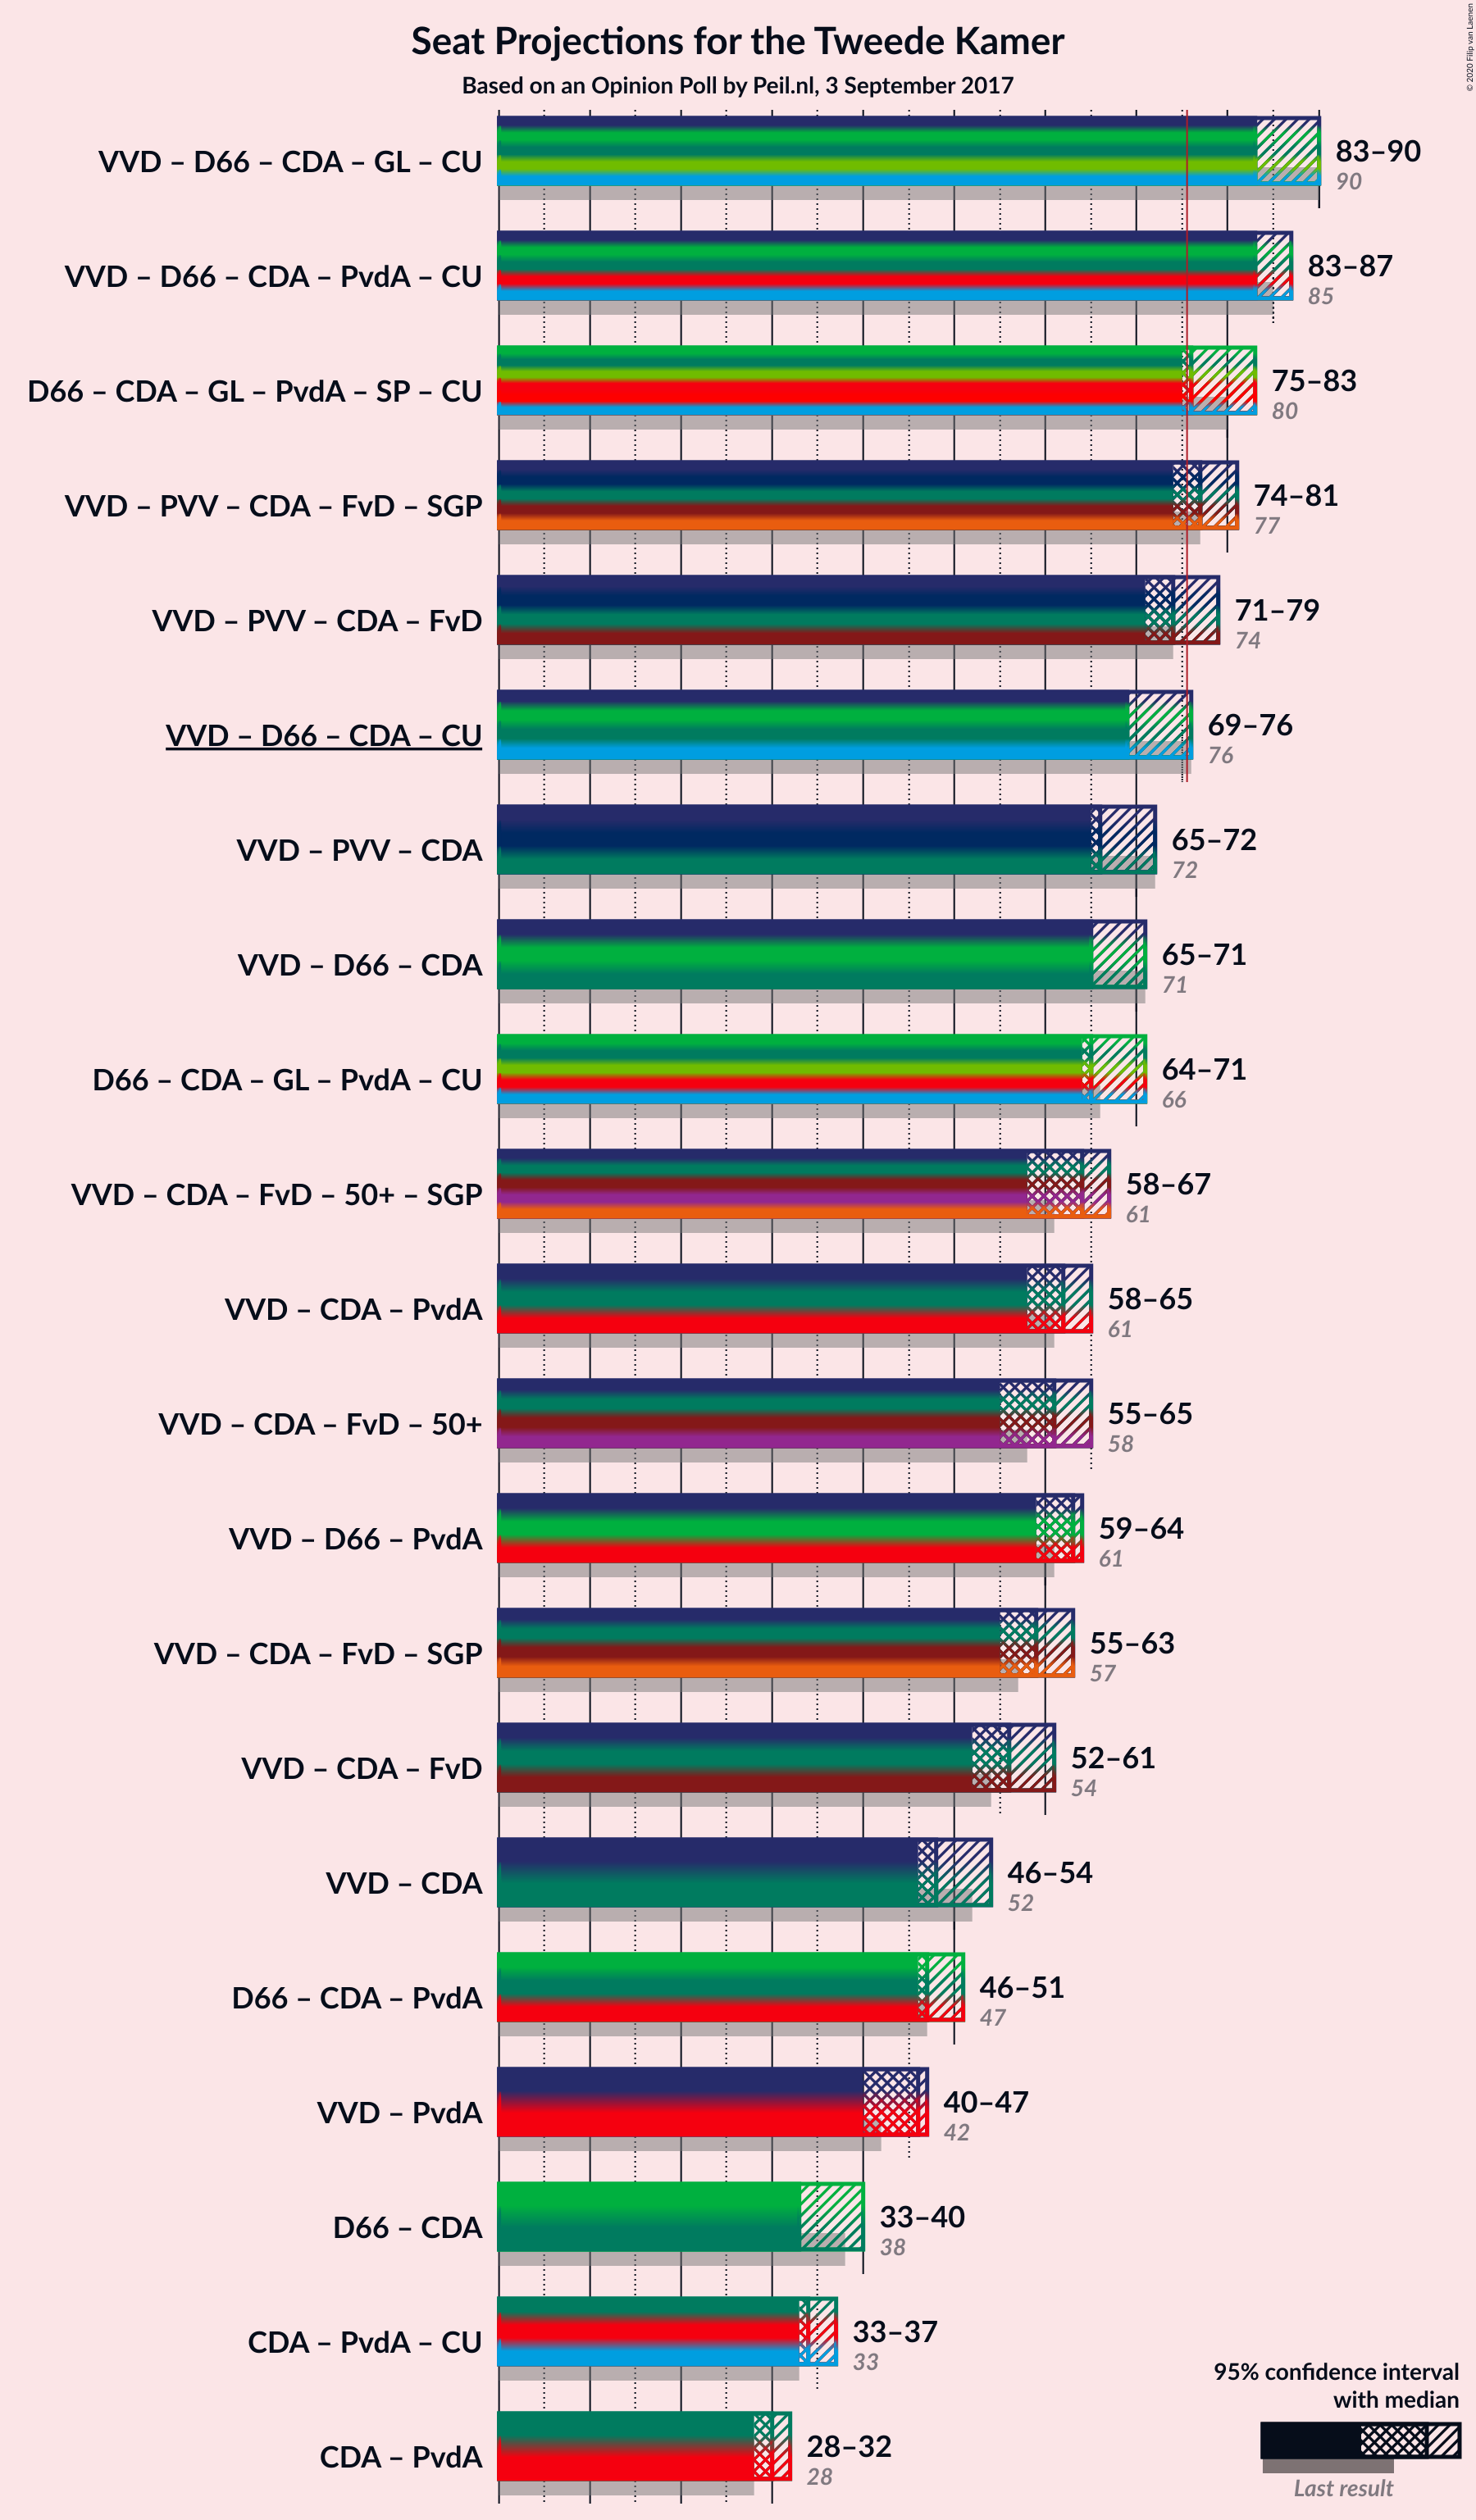 Seat Projections for the Tweede Kamer
Based on an Opinion Poll by Peil.nl, 3 September 2017
© 2020 Filip van Laenen
VVD – D66 – CDA – GL – CU
83–90
90
VVD – D66 – CDA – PvdA – CU
83–87
85
D66 – CDA – GL – PvdA – SP – CU
75–83
80
VVD – PVV – CDA – FvD – SGP
74–81
77
VVD – PVV – CDA – FvD
71–79
74
VVD – D66 – CDA – CU
69–76
76
VVD – PVV – CDA
65–72
72
VVD – D66 – CDA
65–71
71
D66 – CDA – GL – PvdA – CU
64–71
66
VVD – CDA – FvD – 50+ – SGP
58–67
61
VVD – CDA – PvdA
58–65
61
VVD – CDA – FvD – 50+
55–65
58
VVD – D66 – PvdA
59–64
61
VVD – CDA – FvD – SGP
55–63
57
VVD – CDA – FvD
52–61
54
VVD – CDA
46–54
52
D66 – CDA – PvdA
46–51
47
VVD – PvdA
40–47
42
D66 – CDA
33–40
38
CDA – PvdA – CU
33–37
33
CDA – PvdA
28–32
28
95% confidence interval
with median
Last result